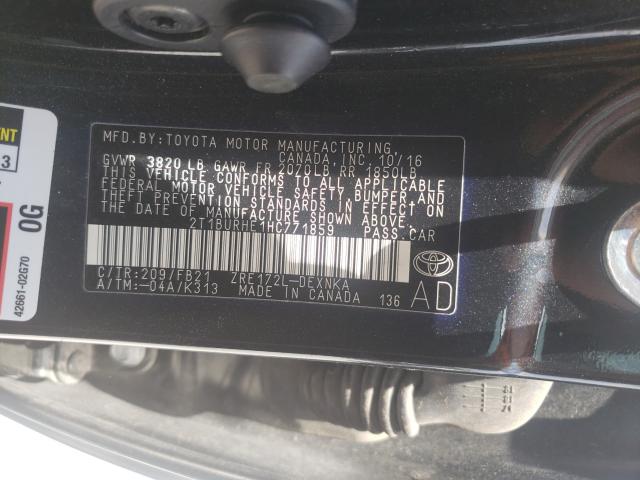 MFD.BY:TOYOTA MOTOR MANUFACTURING,
CANADA, INC. 10/16
GVWR 3820LB GAWR FR 2020LB RR 1850LB
THIS VEHICLE CONFORMS TO ALL APPLICABLE
FEDERAL MOTOR VEHICLE SAFETY BUMPER AND
THEFT PREVENTION STANDARDS IN EFFECT ON
THE DATE OF MANUFACTURE SHOWN ABOVE.
2T1BURHE1HC771859 PASS.CAR
C/TR:209/FB21 ZRE172L-DEXNKA
A/TM:-04A/K313 MADE IN CANADA 136
AD
0G
42661-02G70